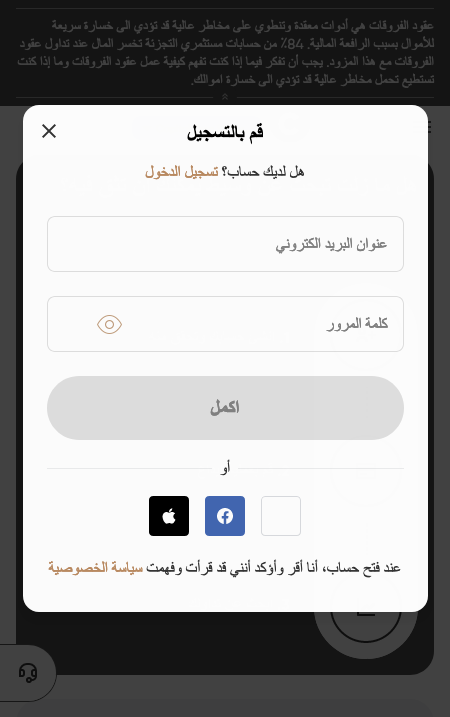 عقود الفروقات هي أدوات معقدة وتنطوي على مخاطر عالية قد تؤدي الى خسارة سريعة
للأموال بسبب الرافعة المالية. 84٪ من حسابات مستثمري التجزئة تخسر المال عند تداول عقود
الفروقات مع هذا المزود. يجب أن تفكر فيما إذا كنت تفهم كيفية عمل عقود الفروقات وما إذا كنت
تستطيع تحمل مخاطر عالية قد تؤدي الى خسارة اموالك.
قم بالتسجيل
هل لديك حساب؟ تسجيل الدخول
عنوان البريد الكتروني
كلمة المرور
اكمل
أو
عند فتح حساب، أنا أقر وأؤكد أنني قد قرأت وفهمت سياسة الخصوصية